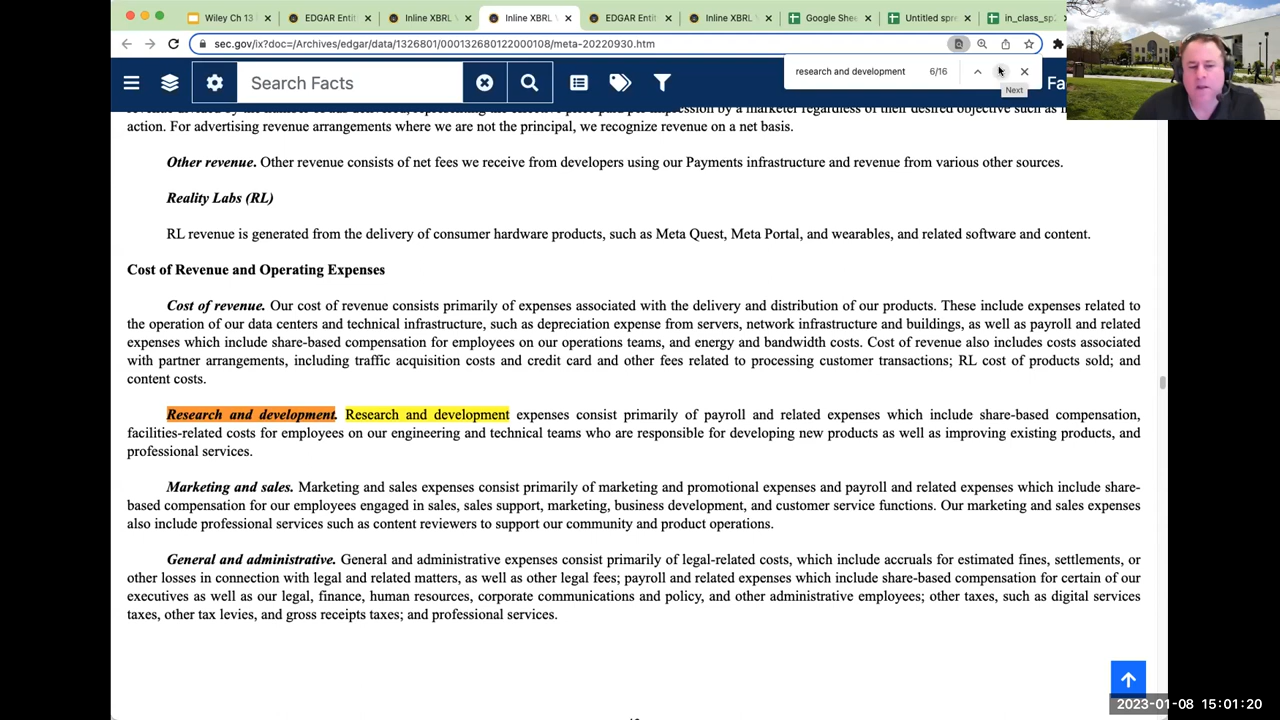 Wiley Ch 13
EDGAR Entit
Inline XBRL V
Inline XBRL V
EDGAR Entit
Inline XBRL V
Google Shee
Untitled spre
in_class_sp2
sec.gov/ix?doc=/Archives/edgar/data/1326801/000132680122000108/meta-20220930.htm
research and development 6/16
Next
Search Facts
Fa
action. For advertising revenue arrangements where we are not the principal, we recognize revenue on a net basis.
Other revenue. Other revenue consists of net fees we receive from developers using our Payments infrastructure and revenue from various other sources.
Reality Labs (RL)
RL revenue is generated from the delivery of consumer hardware products, such as Meta Quest, Meta Portal, and wearables, and related software and content.
Cost of Revenue and Operating Expenses
Cost of revenue. Our cost of revenue consists primarily of expenses associated with the delivery and distribution of our products. These include expenses related to
the operation of our data centers and technical infrastructure, such as depreciation expense from servers, network infrastructure and buildings, as well as payroll and related
expenses which include share-based compensation for employees on our operations teams, and energy and bandwidth costs. Cost of revenue also includes costs associated
with partner arrangements, including traffic acquisition costs and credit card and other fees related to processing customer transactions; RL cost of products sold; and
content costs.
Research and development. Research and development expenses consist primarily of payroll and related expenses which include share-based compensation,
facilities-related costs for employees on our engineering and technical teams who are responsible for developing new products as well as improving existing products, and
professional services.
Marketing and sales. Marketing and sales expenses consist primarily of marketing and promotional expenses and payroll and related expenses which include share-
based compensation for our employees engaged in sales, sales support, marketing, business development, and customer service functions. Our marketing and sales expenses
also include professional services such as content reviewers to support our community and product operations.
General and administrative. General and administrative expenses consist primarily of legal-related costs, which include accruals for estimated fines, settlements, or
other losses in connection with legal and related matters, as well as other legal fees; payroll and related expenses which include share-based compensation for certain of our
executives as well as our legal, finance, human resources, corporate communications and policy, and other administrative employees; other taxes, such as digital services
taxes, other tax levies, and gross receipts taxes; and professional services.
2023-01-08 15:01:20